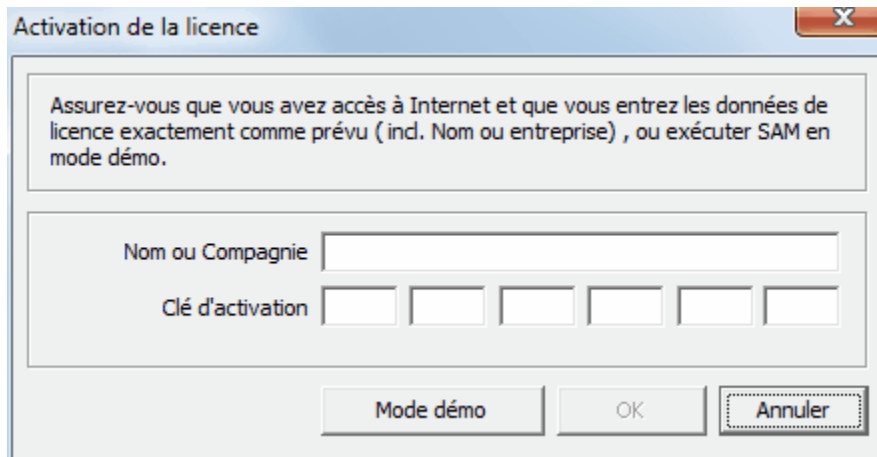 Activation de la licence
Assurez-vous que vous avez accès à Internet et que vous entrez les données de
licence exactement comme prévu ( incl. Nom ou entreprise) , ou exécuter SAM en
mode démo.
Nom ou Compagnie
Clé d'activation
Mode démo OK Annuler